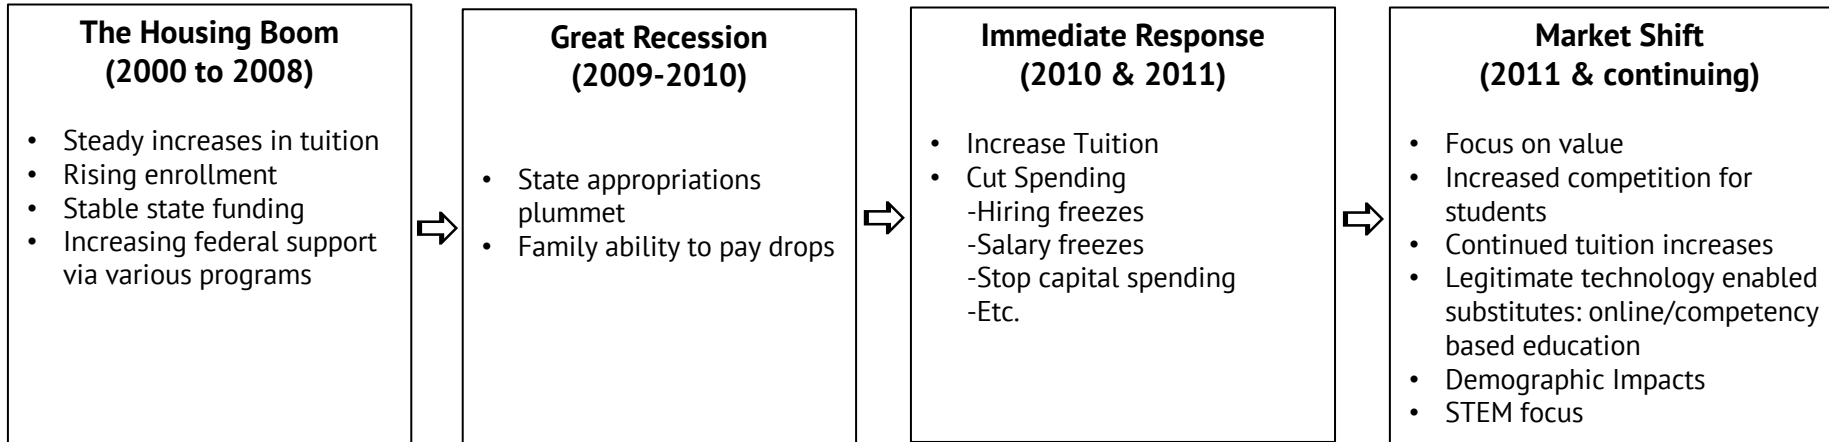 The Housing Boom
(2000 to 2008)
• Steady increases in tuition
• Rising enrollment
• Stable state funding
• Increasing federal support
via various programs
Great Recession
(2009-2010)
• State appropriations
plummet
• Family ability to pay drops
Immediate Response
(2010 & 2011)
• Increase Tuition
• Cut Spending
-Hiring freezes
-Salary freezes
-Stop capital spending
-Etc.
Market Shift
(2011 & continuing)
• Focus on value
• Increased competition for
students
• Continued tuition increases
• Legitimate technology enabled
substitutes: online/competency
based education
• Demographic Impacts
• STEM focus